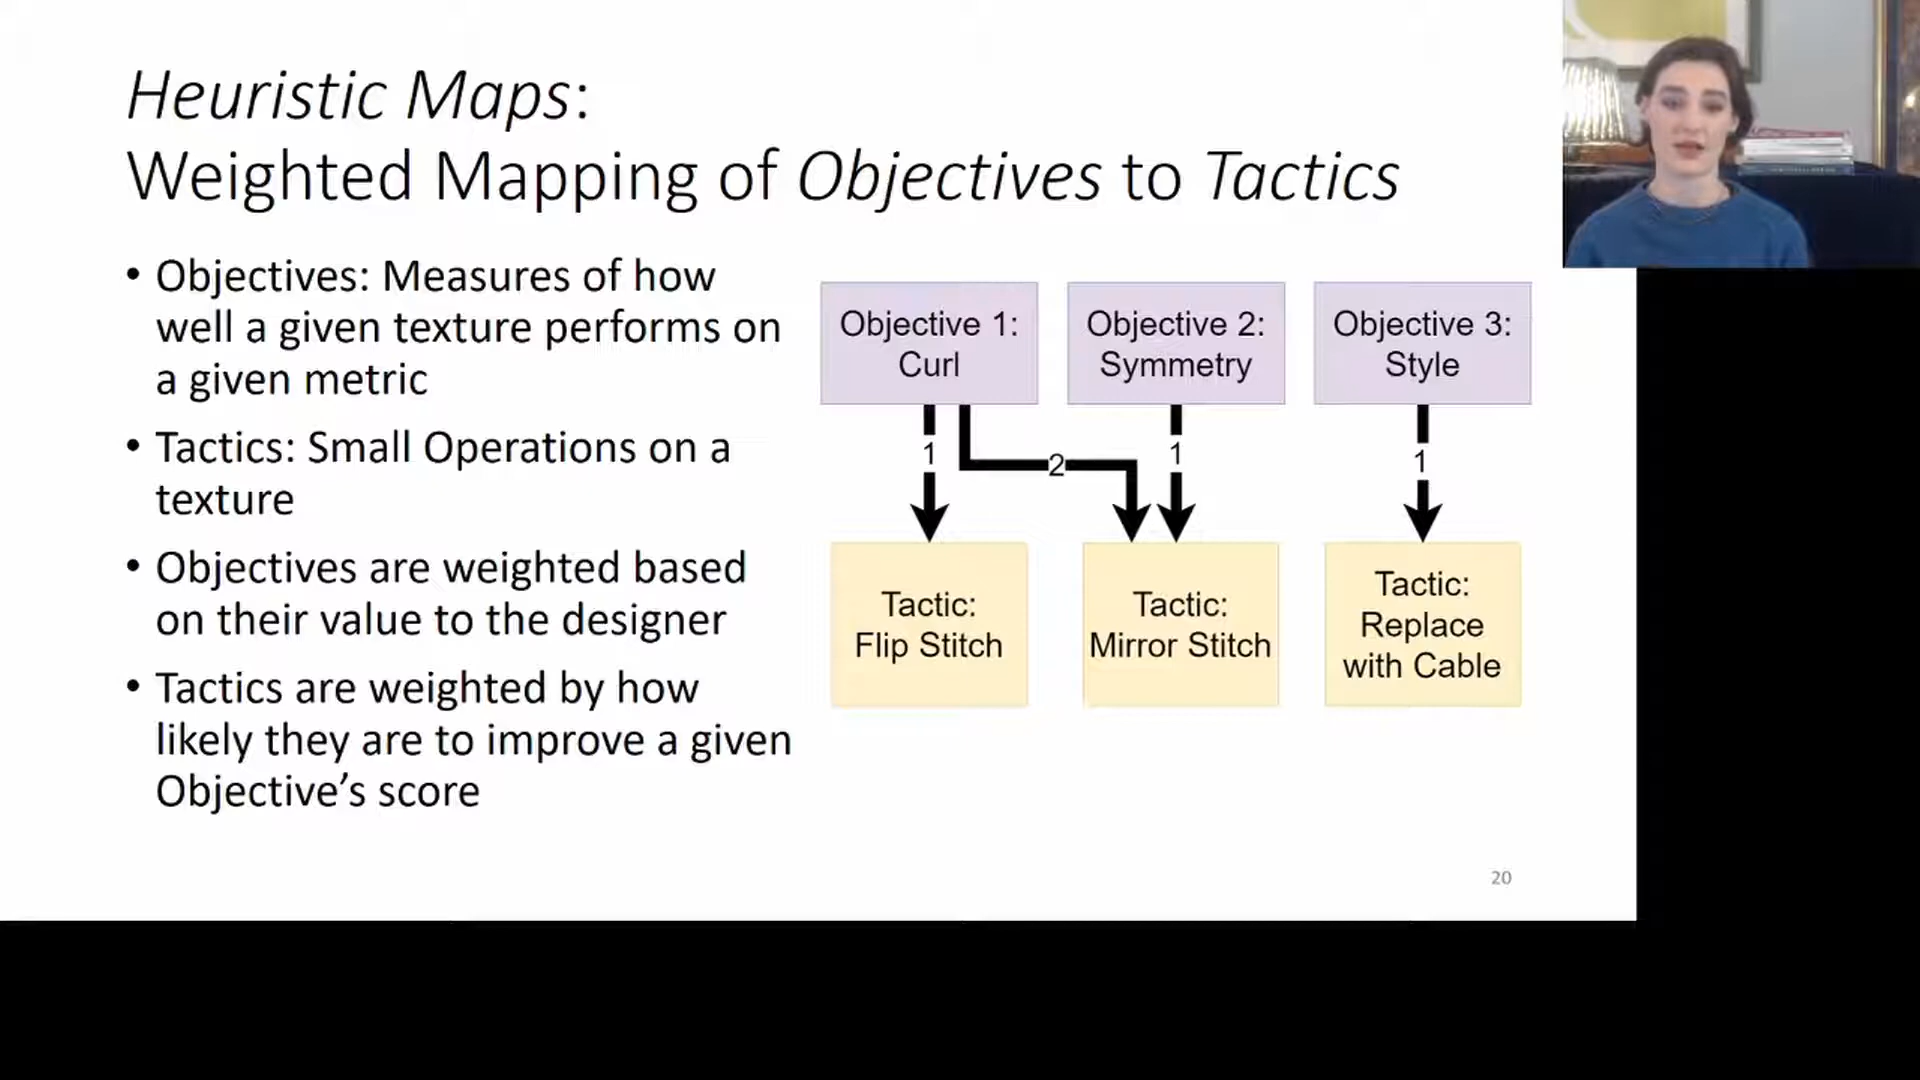 Heuristic Maps:
Weighted Mapping of Objectives to Tactics
• Objectives: Measures of how
well a given texture performs on
a given metric
• Tactics: Small Operations on a
texture
• Objectives are weighted based
on their value to the designer
• Tactics are weighted by how
likely they are to improve a given
Objective’s score
Objective 1:
Curl
Objective 2:
Symmetry
Objective 3:
Style
1
2
1
1
Tactic:
Flip Stitch
Tactic:
Mirror Stitch
Tactic:
Replace
with Cable
20